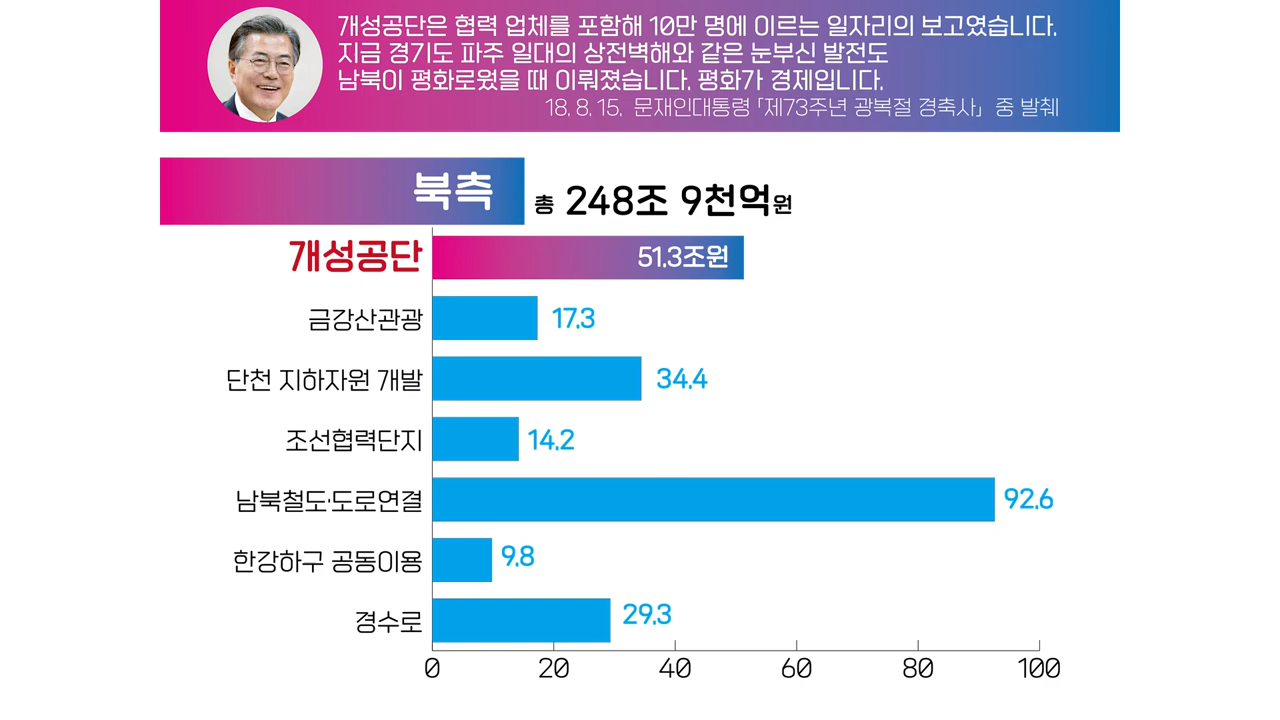 개성공단은 협력 업체를 포함해 10만 명에 이르는 일자리의 보고였습니다.
지금 경기도 파주 일대의 상전벽해와 같은 눈부신 발전도
남북이 평화로웠을 때 이뤄졌습니다. 평화가 경제입니다.
18. 8. 15. 문재인대통령 「제73주년 광복절 경축사」 중 발췌
북측 총 248조 9천억원
개성공단 51.3조원
금강산관광 17.3
단천 지하자원 개발 34.4
조선협력단지 14.2
남북철도·도로연결 92.6
한강하구 공동이용 9.8
경수로 29.3
0 20 40 60 80 100